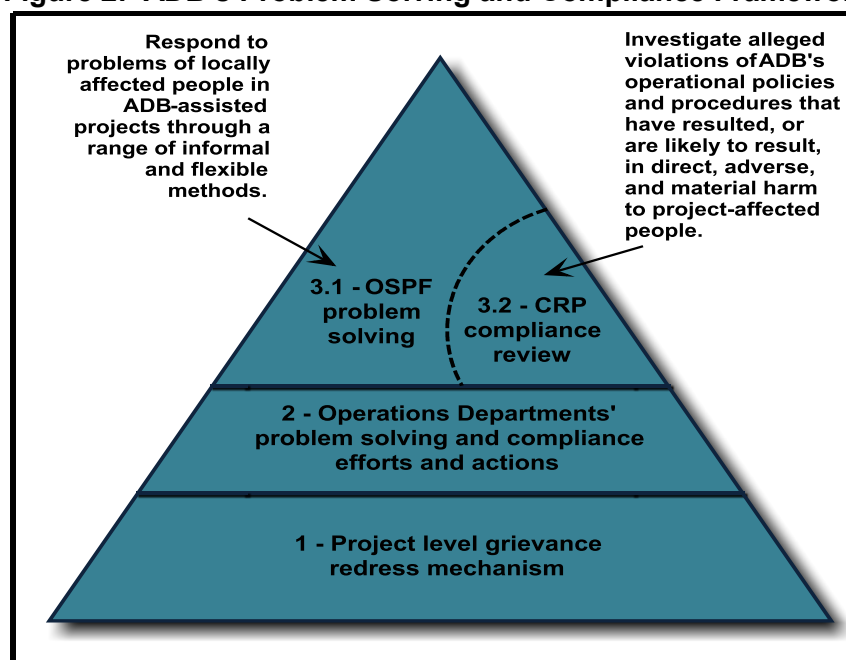 Respond to
problems of locally
affected people in
ADB-assisted
projects through a
range of informal
and flexible
methods.
Investigate alleged
violations of ADB's
operational policies
and procedures that
have resulted, or
are likely to result,
in direct, adverse,
and material harm
to project-affected
people.
3.1 - OSPF
problem
solving
3.2 - CRP
compliance
review
2 - Operations Departments'
problem solving and compliance
efforts and actions
1 - Project level grievance
redress mechanism